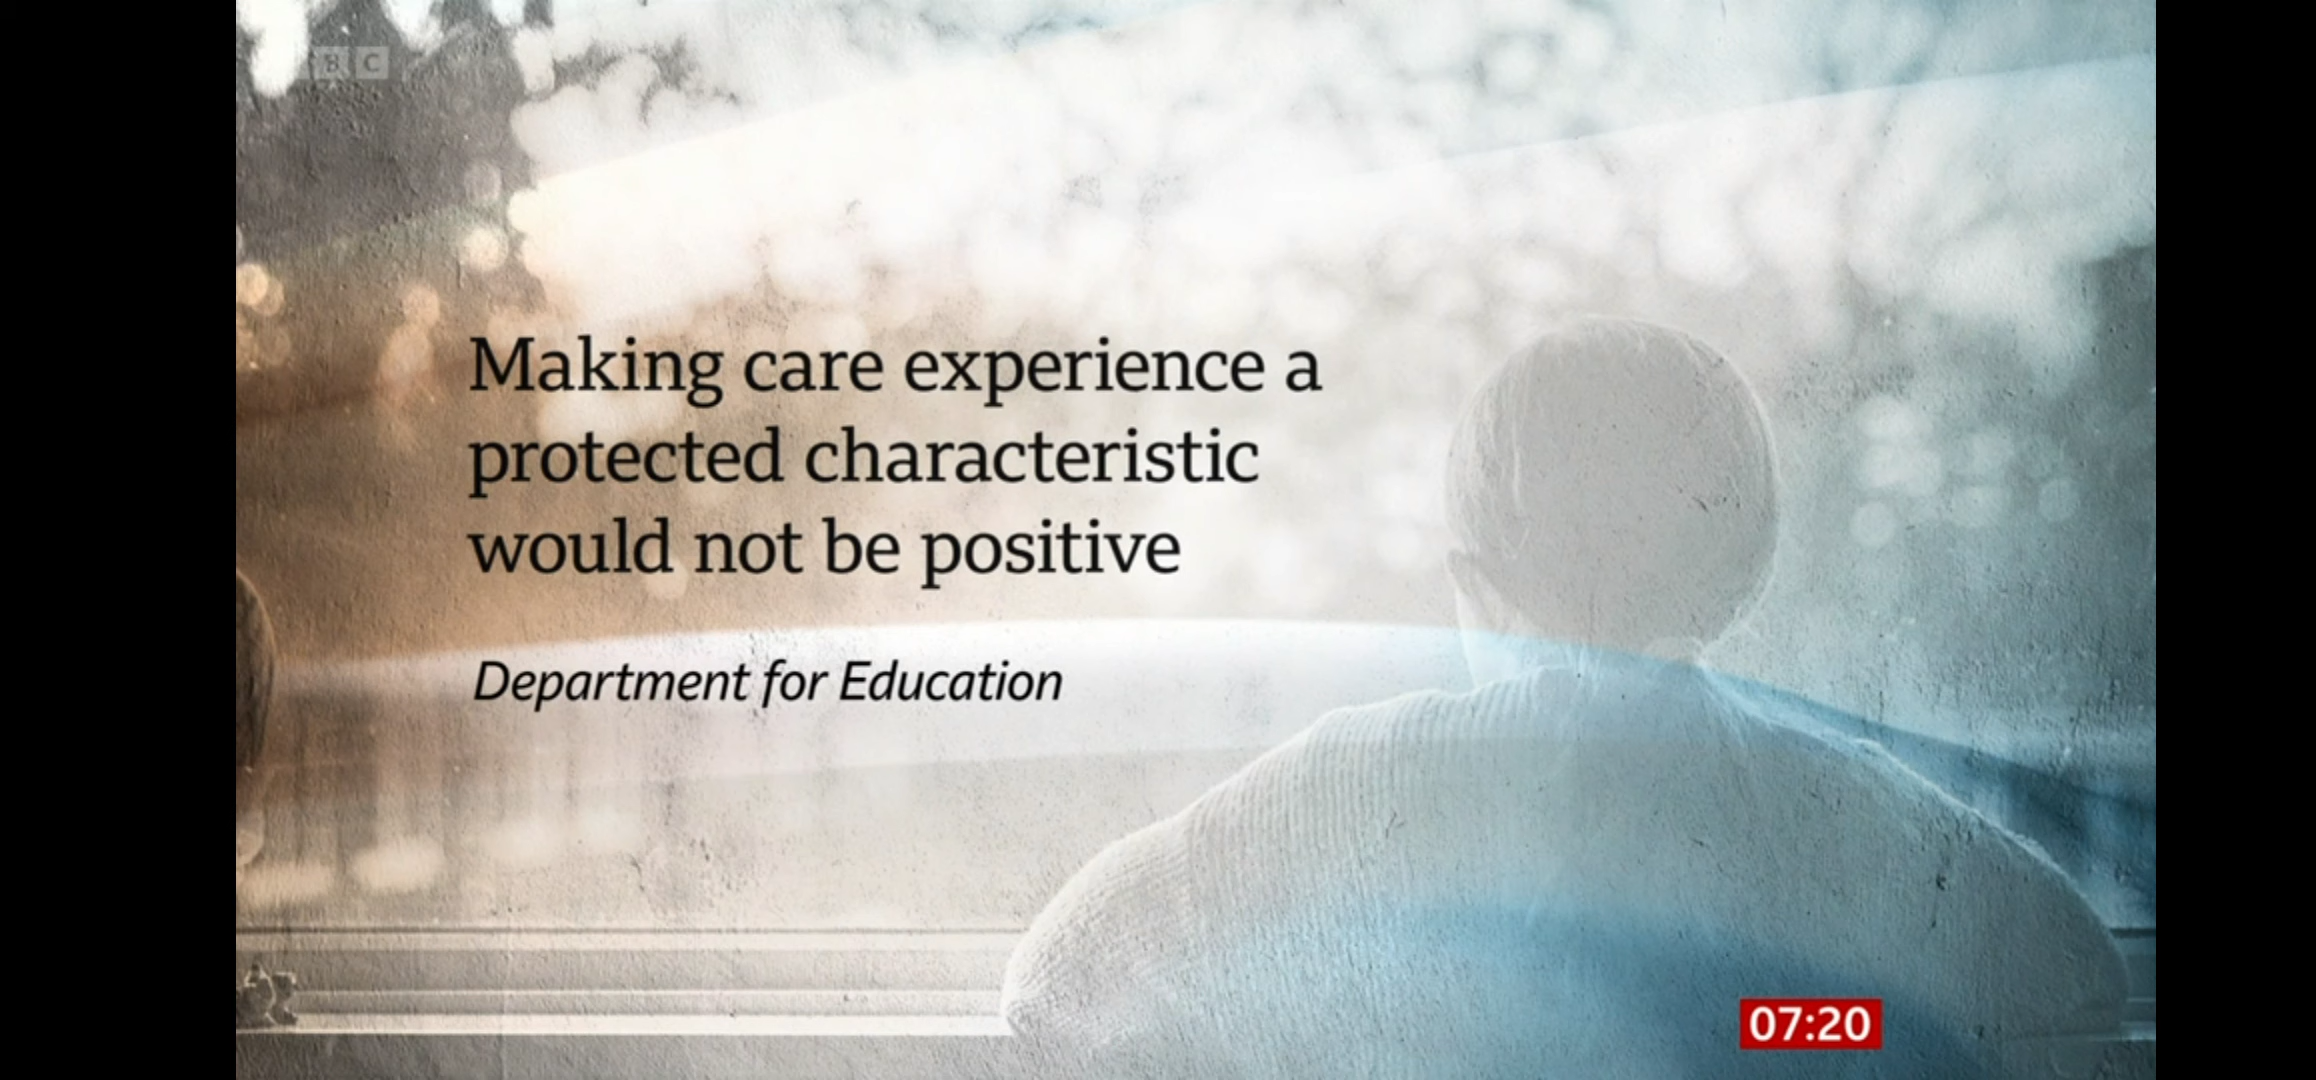 BBC
Making care experience a
protected characteristic
would not be positive
Department for Education
07:20